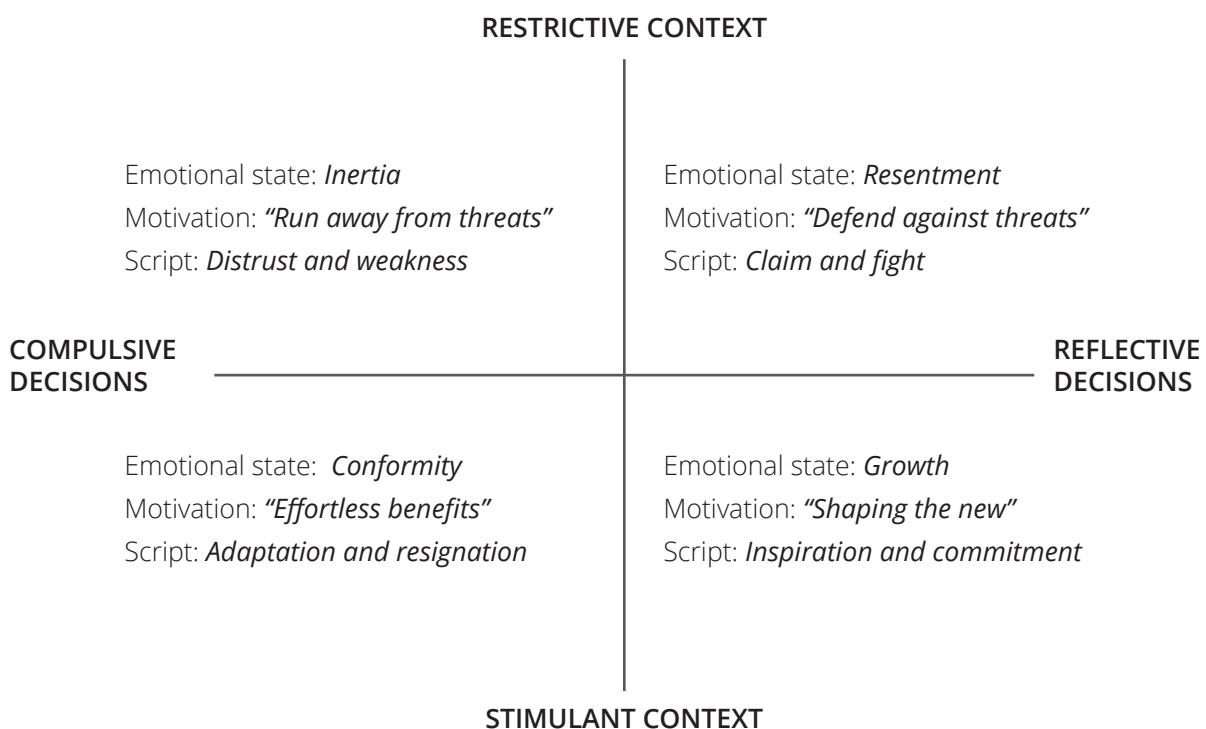 RESTRICTIVE CONTEXT
Emotional state: Inertia
Motivation: “Run away from threats”
Script: Distrust and weakness
Emotional state: Resentment
Motivation: “Defend against threats”
Script: Claim and fight
COMPULSIVE
DECISIONS
REFLECTIVE
DECISIONS
Emotional state: Conformity
Motivation: “Effortless benefits”
Script: Adaptation and resignation
Emotional state: Growth
Motivation: “Shaping the new”
Script: Inspiration and commitment
STIMULANT CONTEXT